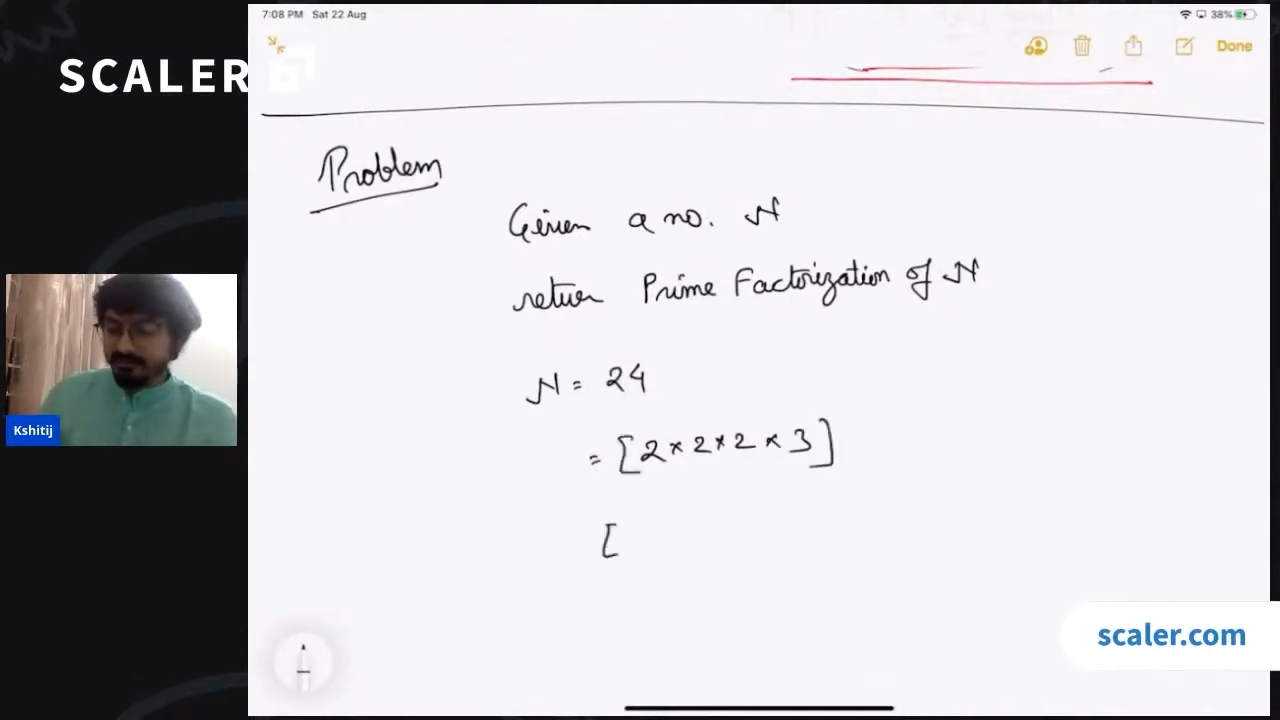 7:08 PM Sat 22 Aug
38%
Done
SCALER
Problem
Given a no. N
return Prime Factorization of N
N = 24
= [2 × 2 × 2 × 3]
[
Kshitij
scaler.com